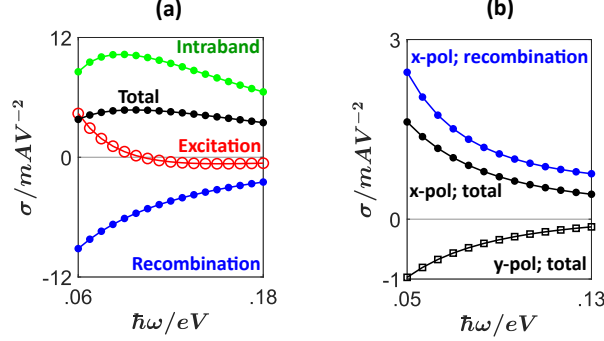 (a)
12
Intraband
Total
Excitation
0
Recombination
-12
.06
.18
ħω/eV
σ/mAV⁻²
(b)
3
x-pol; recombination
x-pol; total
0
y-pol; total
-1
.05
.13
ħω/eV
σ/mAV⁻²